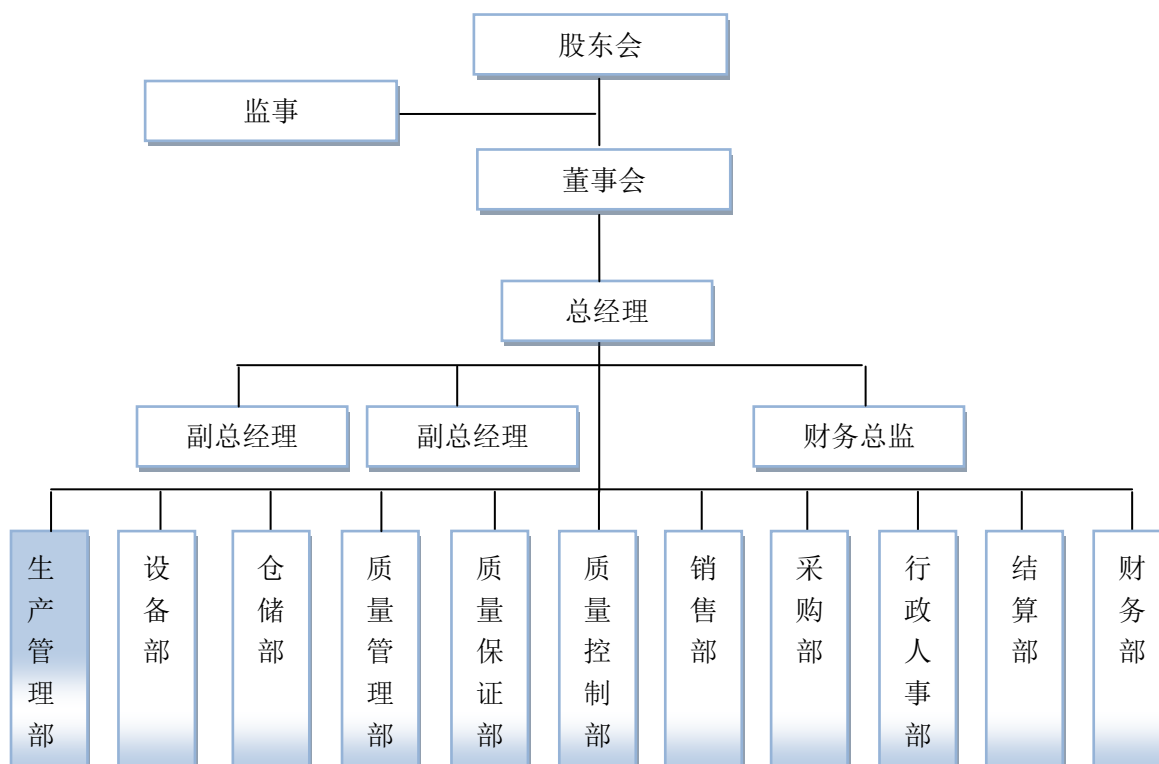 股东会
监事
董事会
总经理
副总经理
副总经理
财务总监
生产管理部
设备部
仓储部
质量管理部
质量保证部
质量控制部
销售部
采购部
行政人事部
结算部
财务部